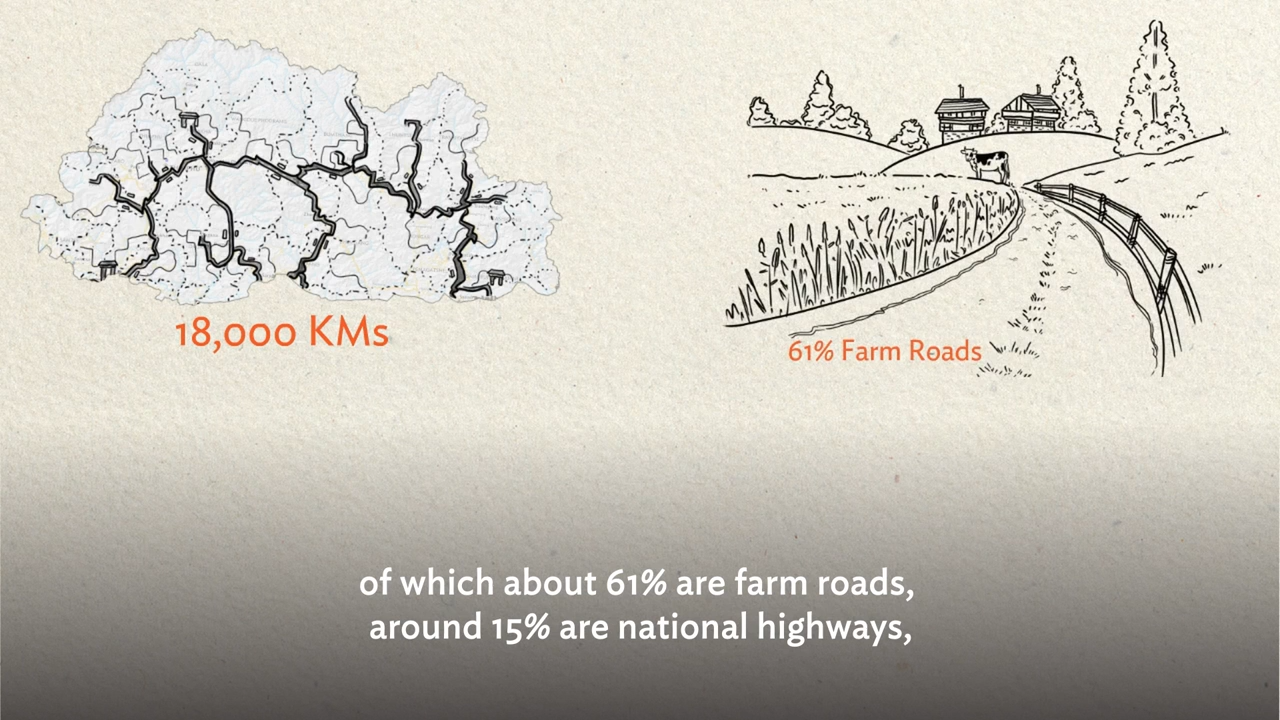 18,000 KMs
61% Farm Roads
of which about 61% are farm roads,
around 15% are national highways,